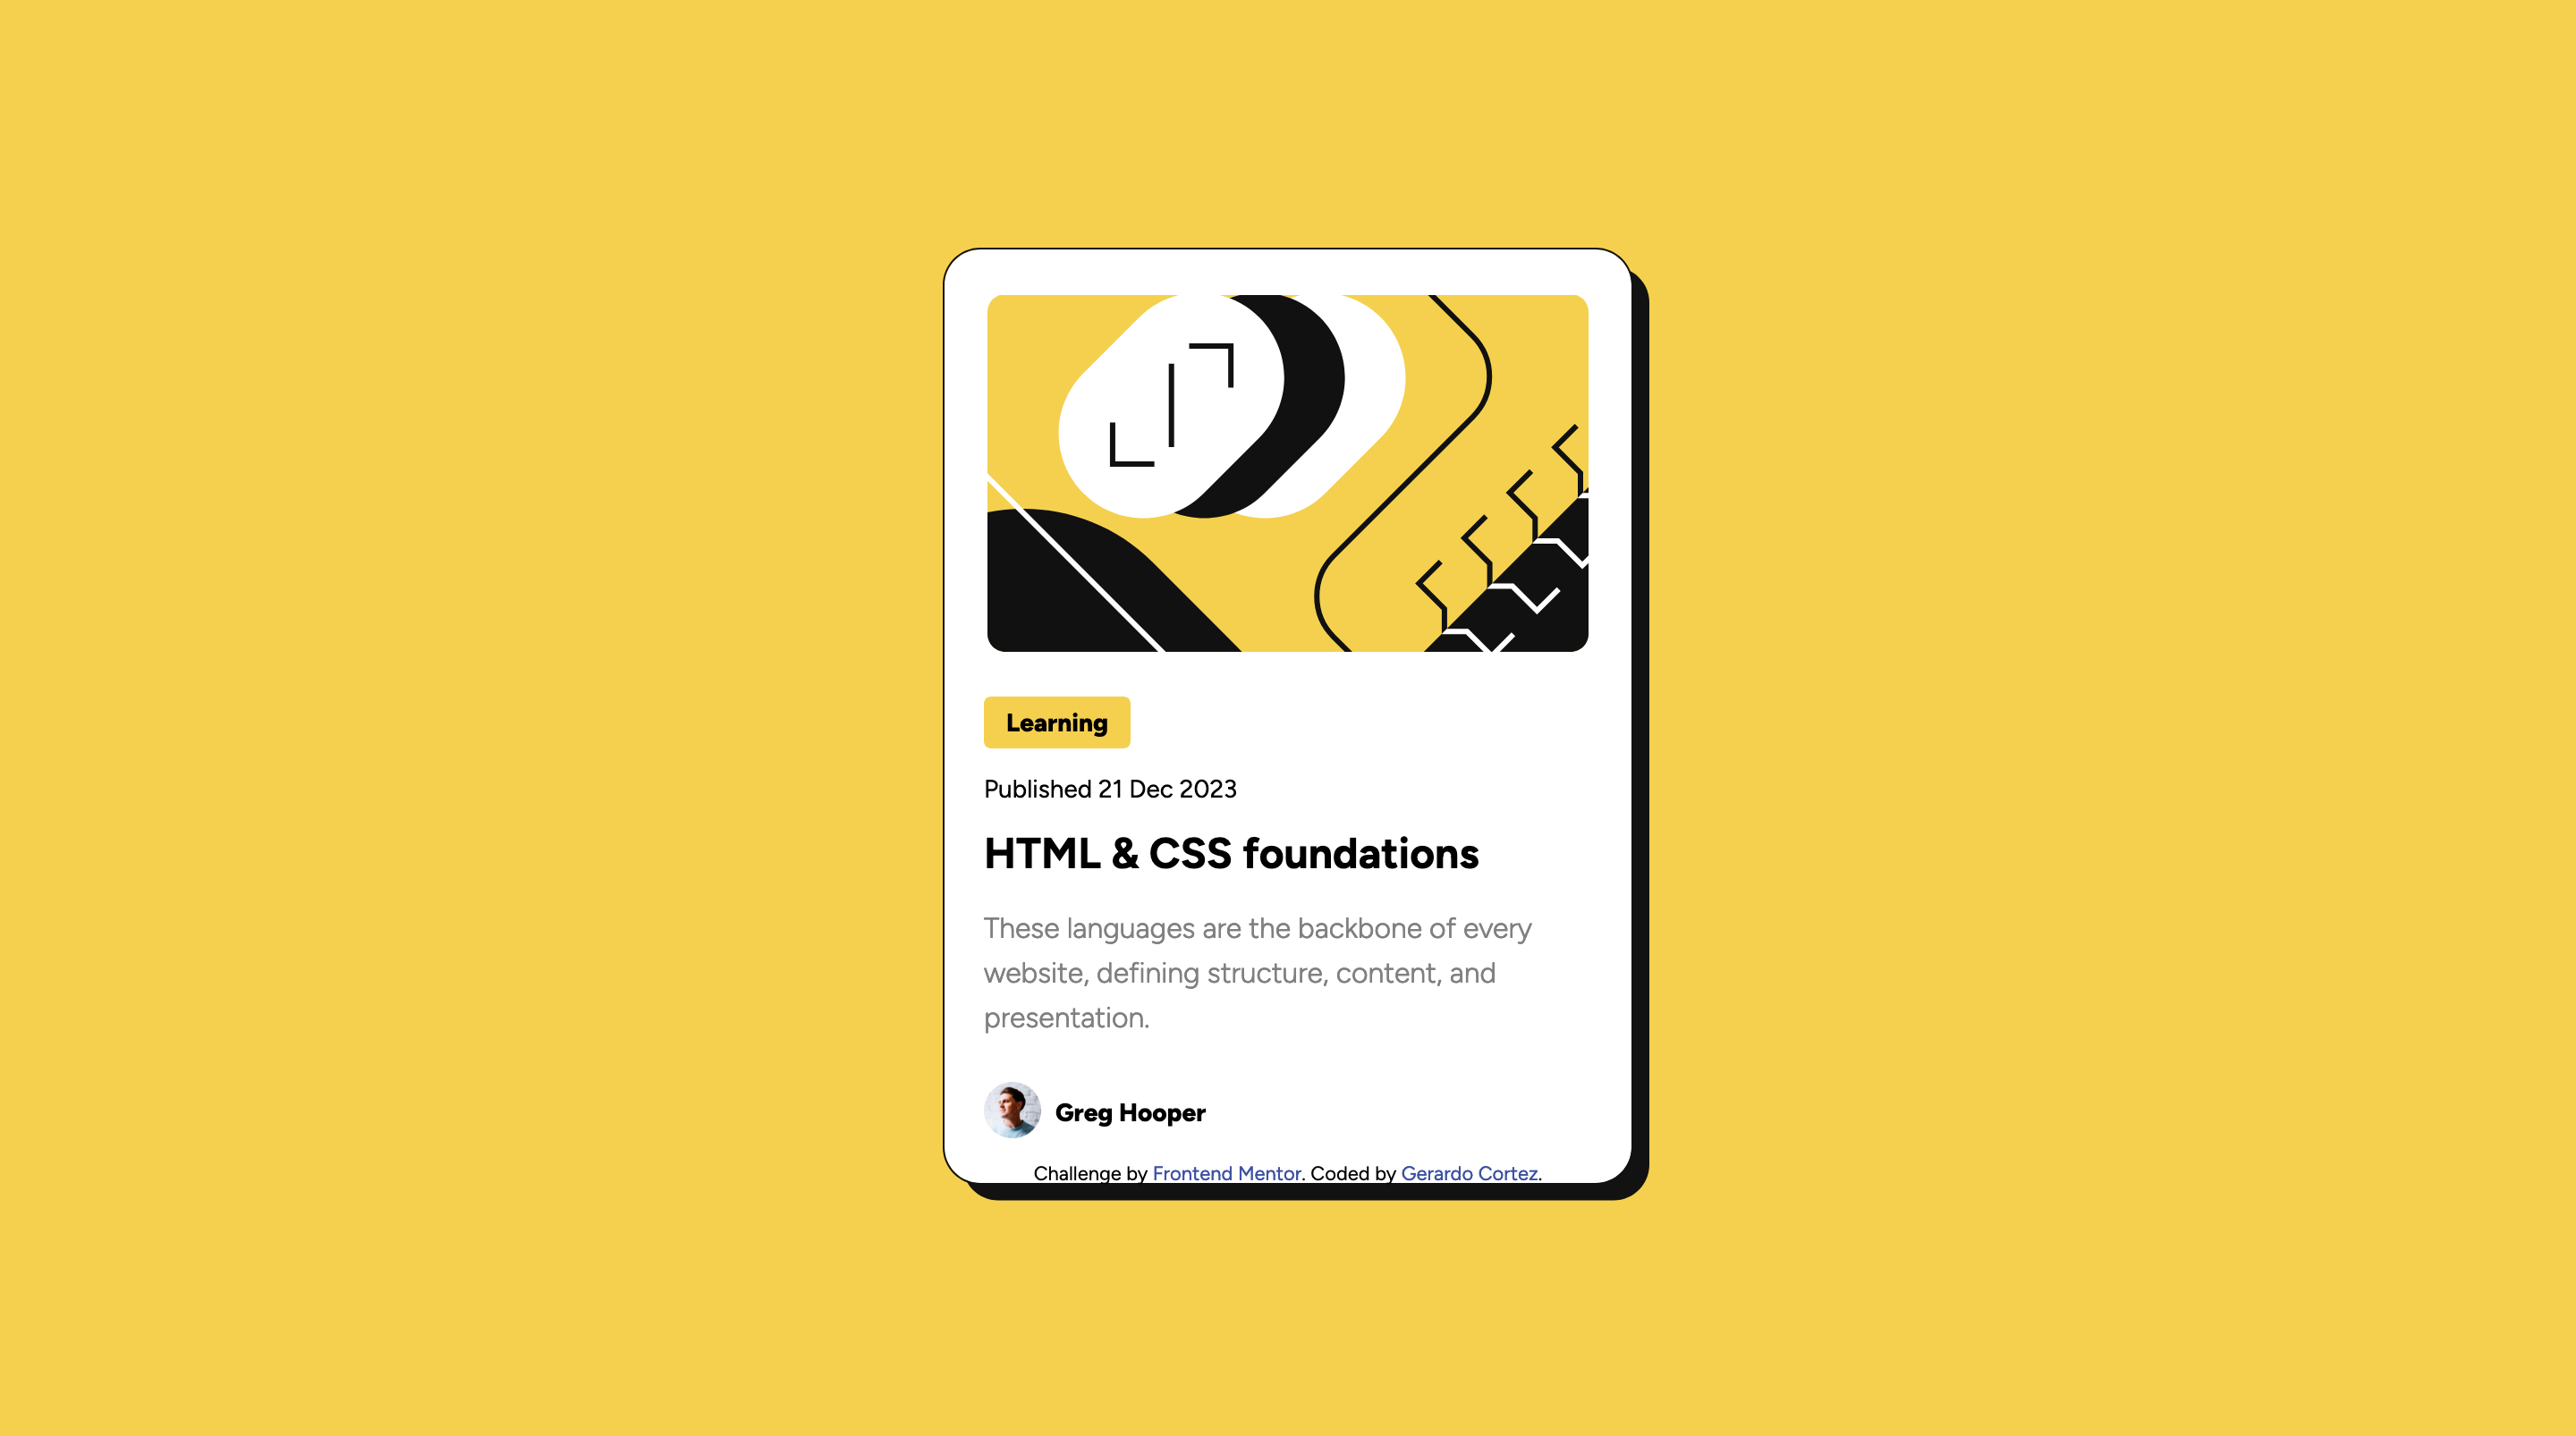 Learning
Published 21 Dec 2023
HTML & CSS foundations
These languages are the backbone of every
website, defining structure, content, and
presentation.
Greg Hooper
Challenge by Frontend Mentor. Coded by Gerardo Cortez.